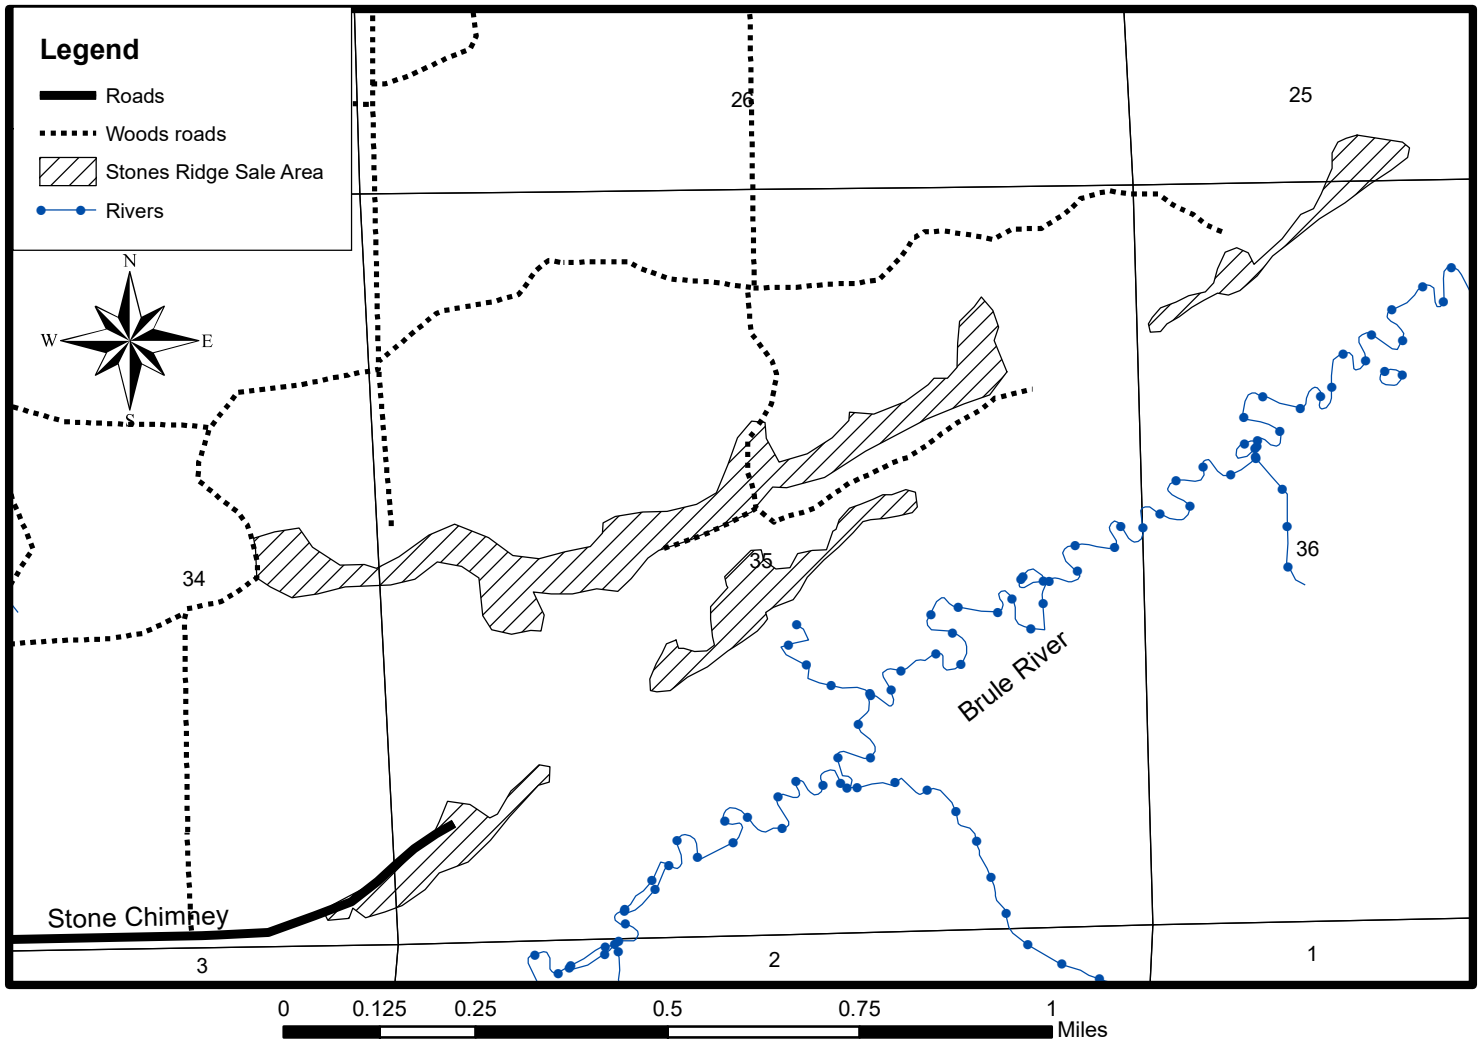 Legend
Roads
Woods roads
Stones Ridge Sale Area
Rivers
26
25
N
W
E
S
34
35
36
Brule River
Stone Chimney
3
2
1
0 0.125 0.25 0.5 0.75 1
Miles